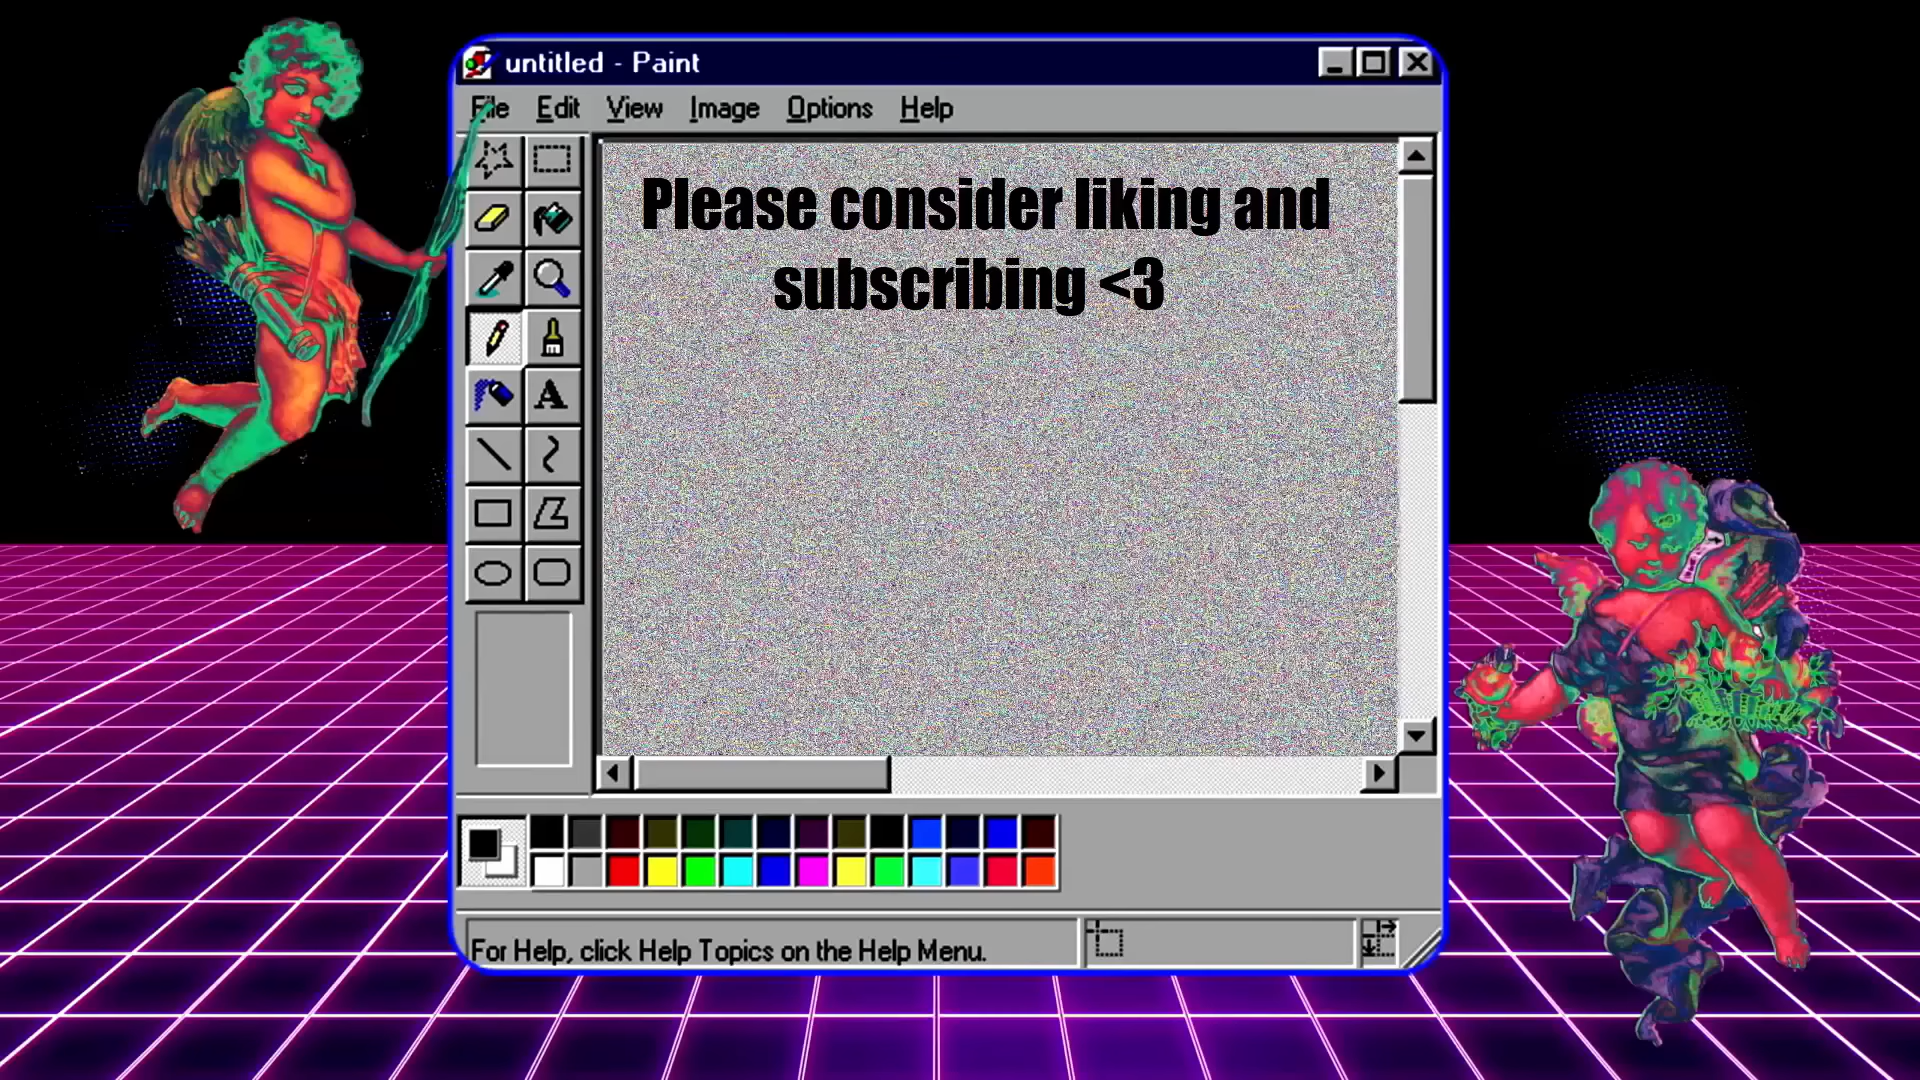 untitled - Paint
File Edit View Image Options Help
Please consider liking and
subscribing <3
A
For Help, click Help Topics on the Help Menu.